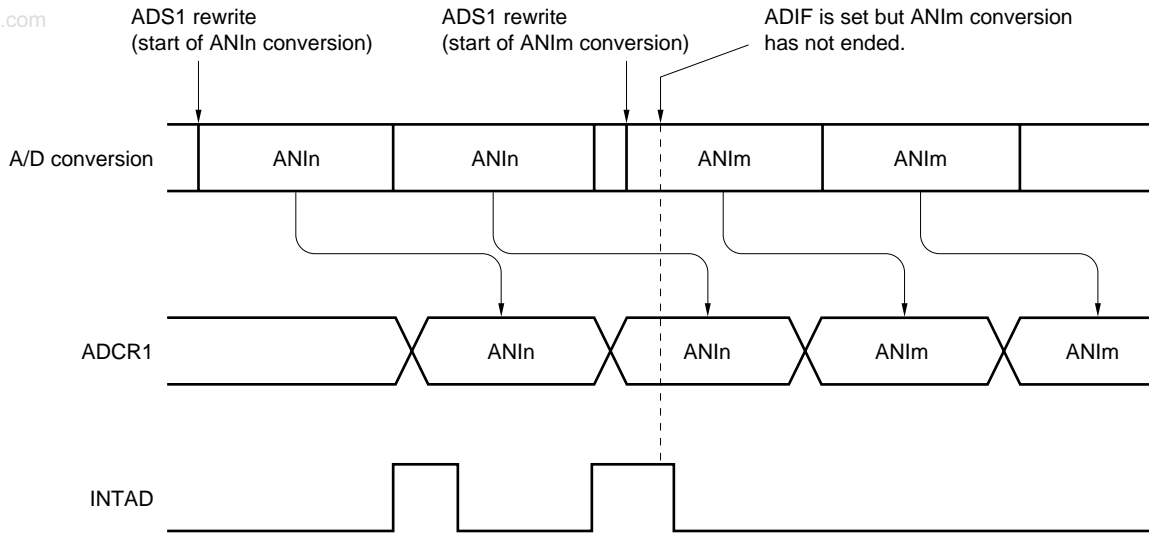 .com
ADS1 rewrite
(start of ANIn conversion)
ADS1 rewrite
(start of ANIm conversion)
ADIF is set but ANIm conversion
has not ended.
A/D conversion
ANIn
ANIn
ANIm
ANIm
ADCR1
ANIn
ANIn
ANIm
ANIm
INTAD